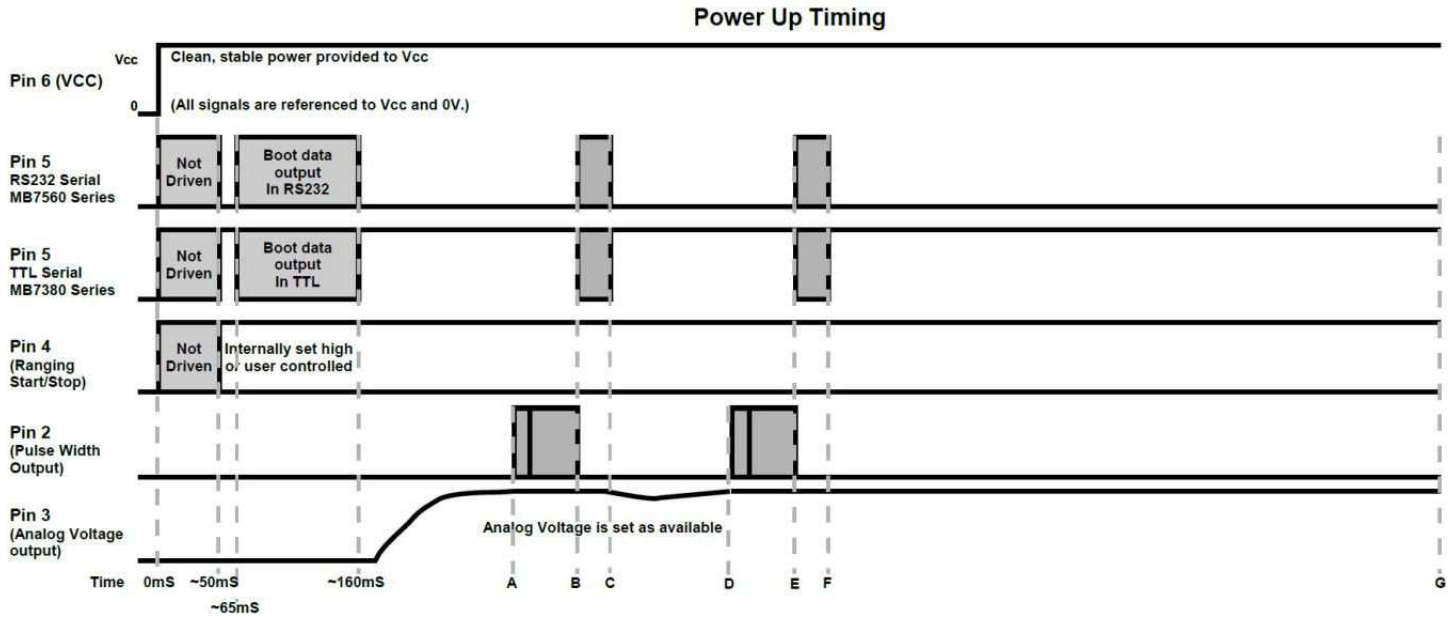 Power Up Timing
Vcc
Clean, stable power provided to Vcc
Pin 6 (VCC)
0
(All signals are referenced to Vcc and 0V.)
Pin 5
RS232 Serial
MB7560 Series
Not
Driven
Boot data
output
In RS232
Pin 5
TTL Serial
MB7380 Series
Not
Driven
Boot data
output
In TTL
Pin 4
(Ranging
Start/Stop)
Not
Driven
Internally set high
or user controlled
Pin 2
(Pulse Width
Output)
Pin 3
(Analog Voltage
output)
Analog Voltage is set as available
Time 0mS ~50mS ~160mS A B C D E F G
~65mS